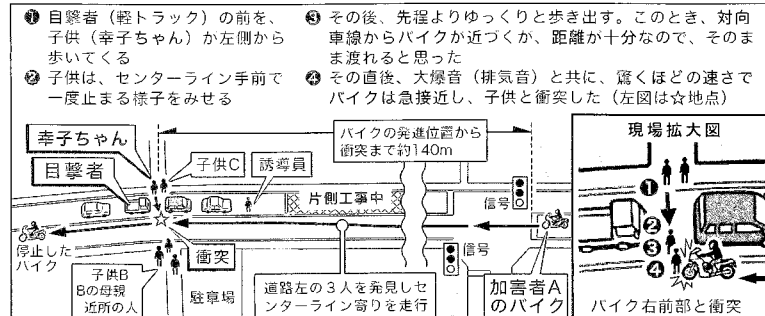 ❶ 目撃者（軽トラック）の前を、
子供（幸子ちゃん）が左側から
歩いてくる
❷ 子供は、センターライン手前で
一度止まる様子をみせる
❸ その後、先程よりゆっくりと歩き出す。このとき、対向
車線からバイクが近づくが、距離が十分なので、そのま
ま渡れると思った
❹ その直後、大爆音（排気音）と共に、驚くほどの速さで
バイクは急接近し、子供と衝突した（左図は☆地点）
幸子ちゃん
目撃者
子供C
誘導員
バイクの発進位置から
衝突まで約140m
片側工事中
信号
停止した
バイク
衝突
子供B
Bの母親
近所の人
駐車場
道路左の3人を発見しセ
ンターライン寄りを走行
信号
加害者A
のバイク
現場拡大図
❶
❷
❸
❹
バイク右前部と衝突